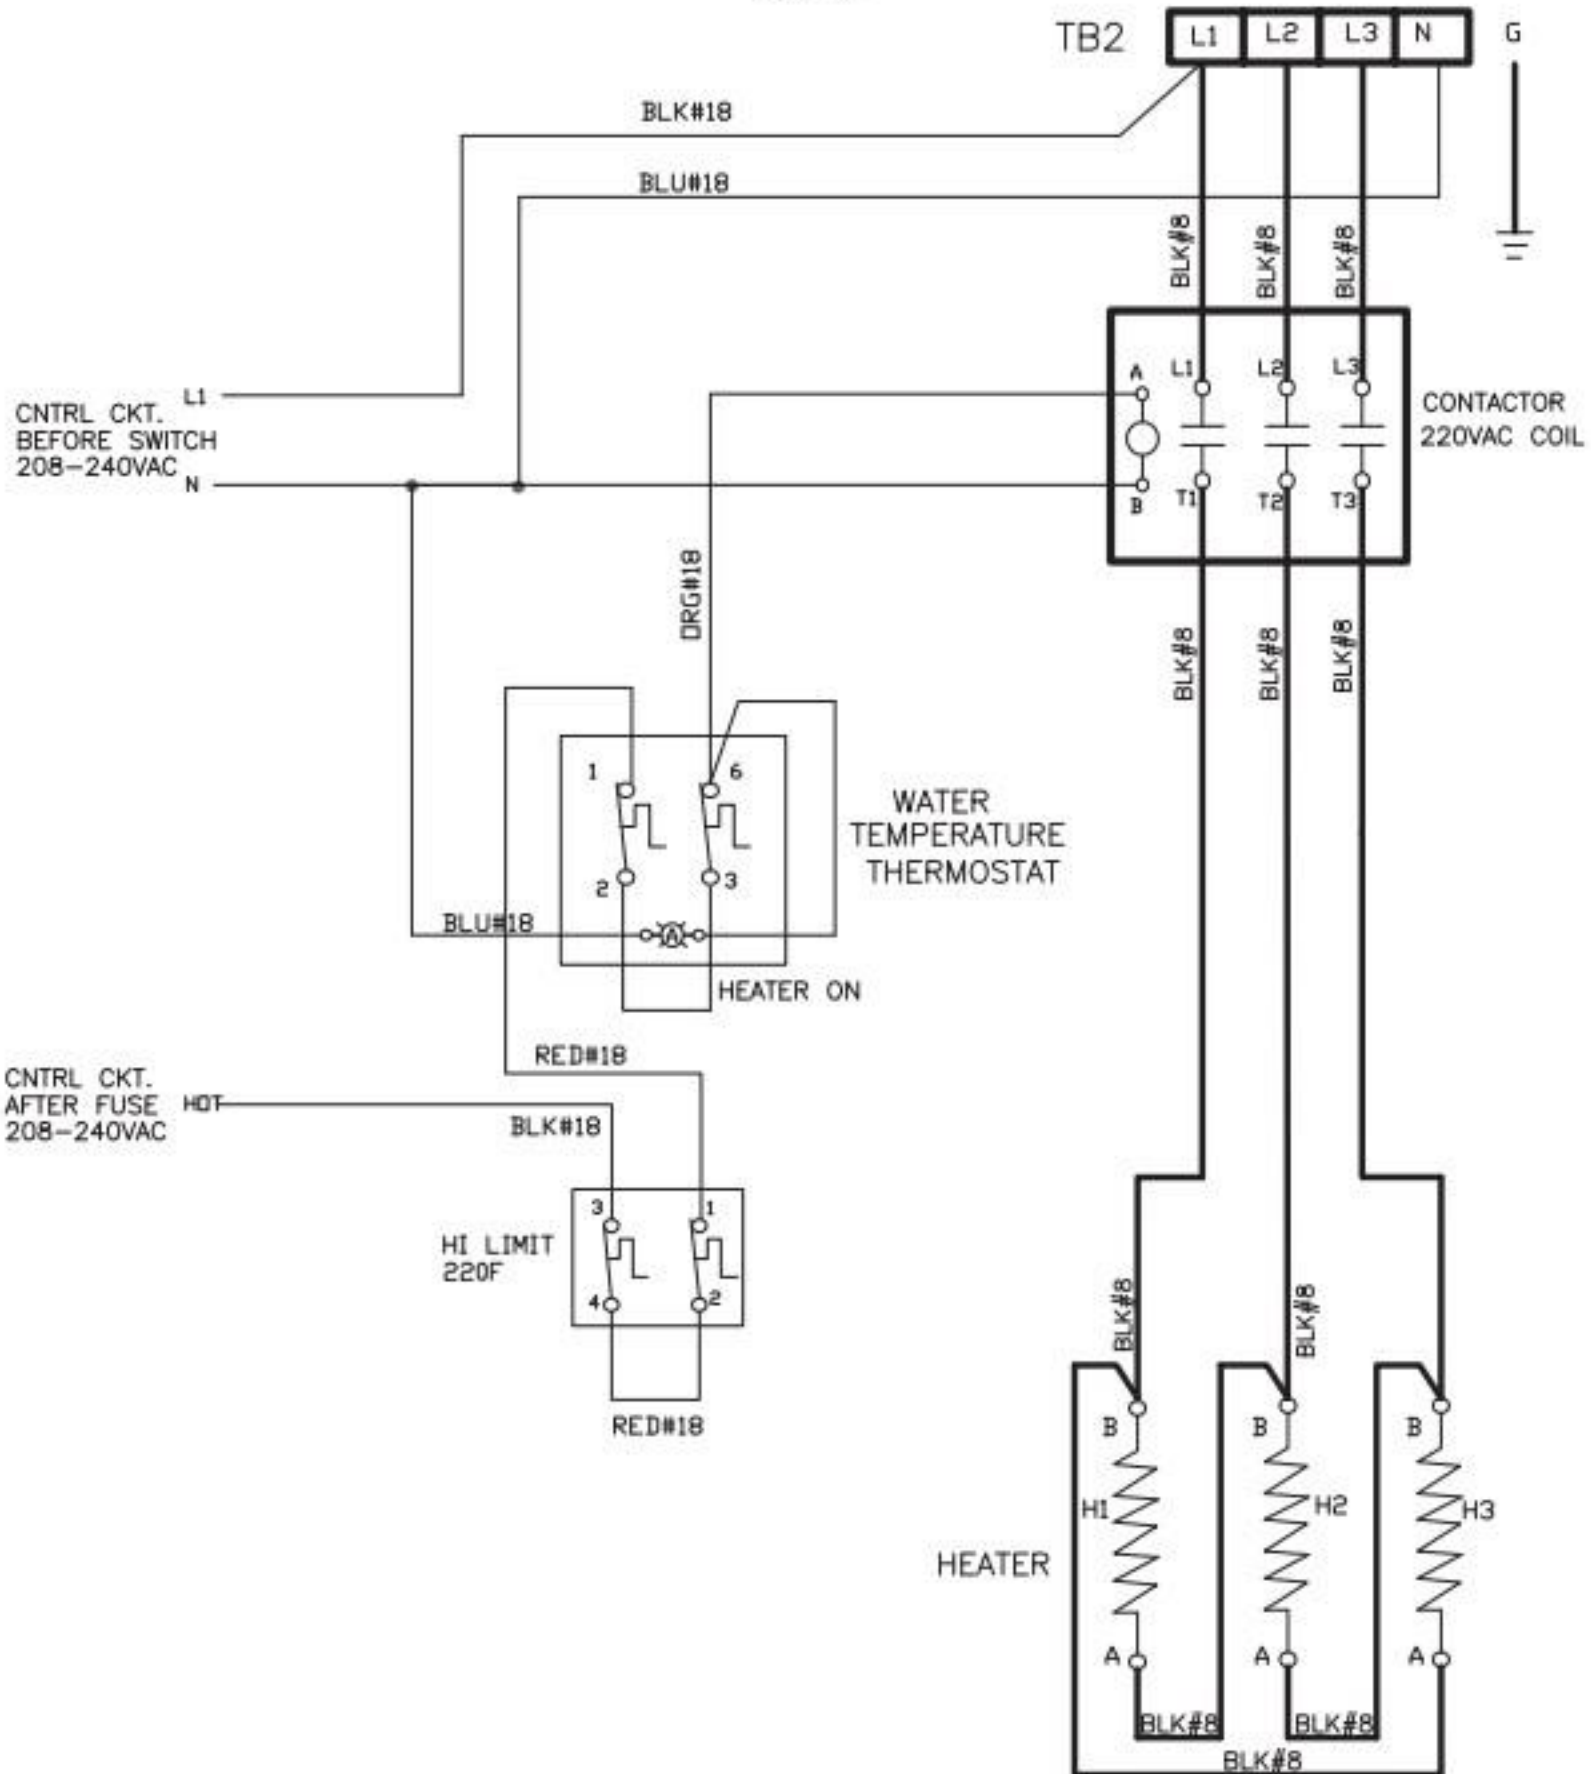 TB2 L1 L2 L3 N G
BLK#18
BLU#18
BLK#8 BLK#8 BLK#8
CNTRL CKT. L1
BEFORE SWITCH
208-240VAC N
A L1 L2 L3
B T1 T2 T3
CONTACTOR
220VAC COIL
ORG#18
BLK#8 BLK#8 BLK#8
1 6
2 3
WATER
TEMPERATURE
THERMOSTAT
BLU#18
A
HEATER ON
RED#18
CNTRL CKT.
AFTER FUSE HOT
208-240VAC
BLK#18
3 1
HI LIMIT
220F
4 2
RED#18
BLK#8 BLK#8
B B B
H1 H2 H3
HEATER
A A A
BLK#8 BLK#8
BLK#8